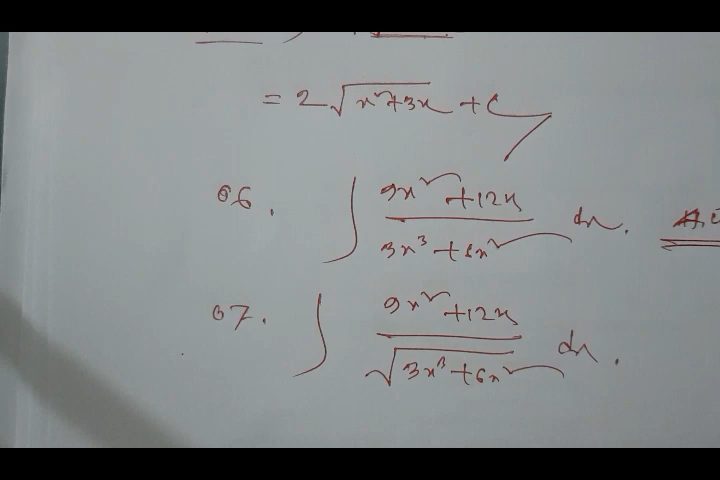 = 2√(x²+3x) + C
06. ∫ (9x² + 12x)/(3x³ + 6x²) dx.
07. ∫ (9x² + 12x)/√(3x³ + 6x²) dx.